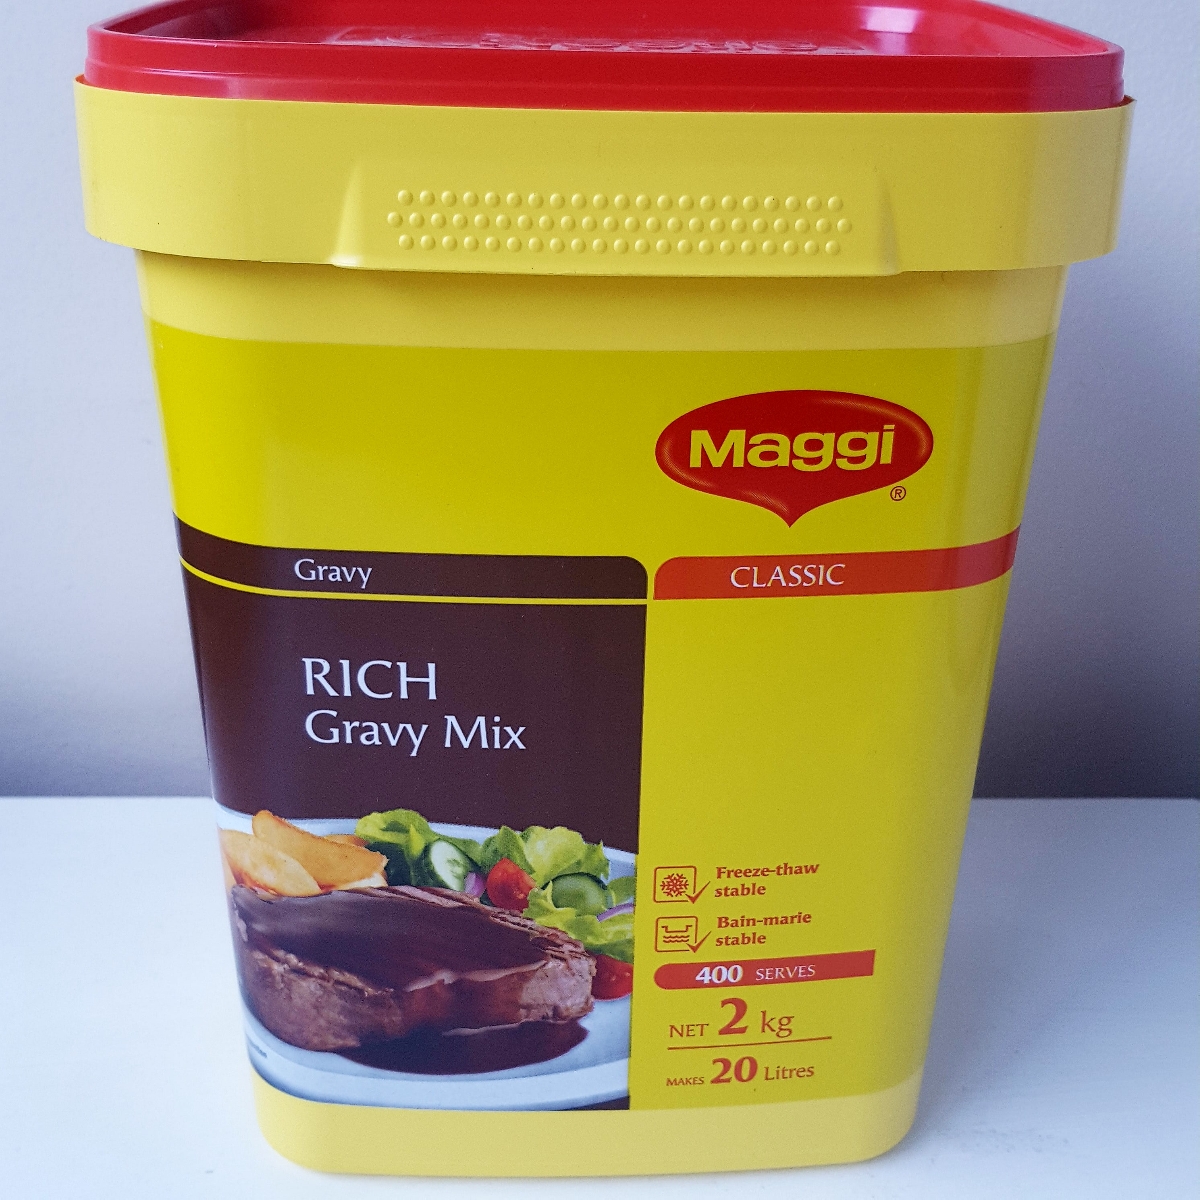 Maggi
®
Gravy
CLASSIC
RICH
Gravy Mix
Freeze-thaw
stable
Bain-marie
stable
400 SERVES
NET 2 kg
MAKES 20 Litres